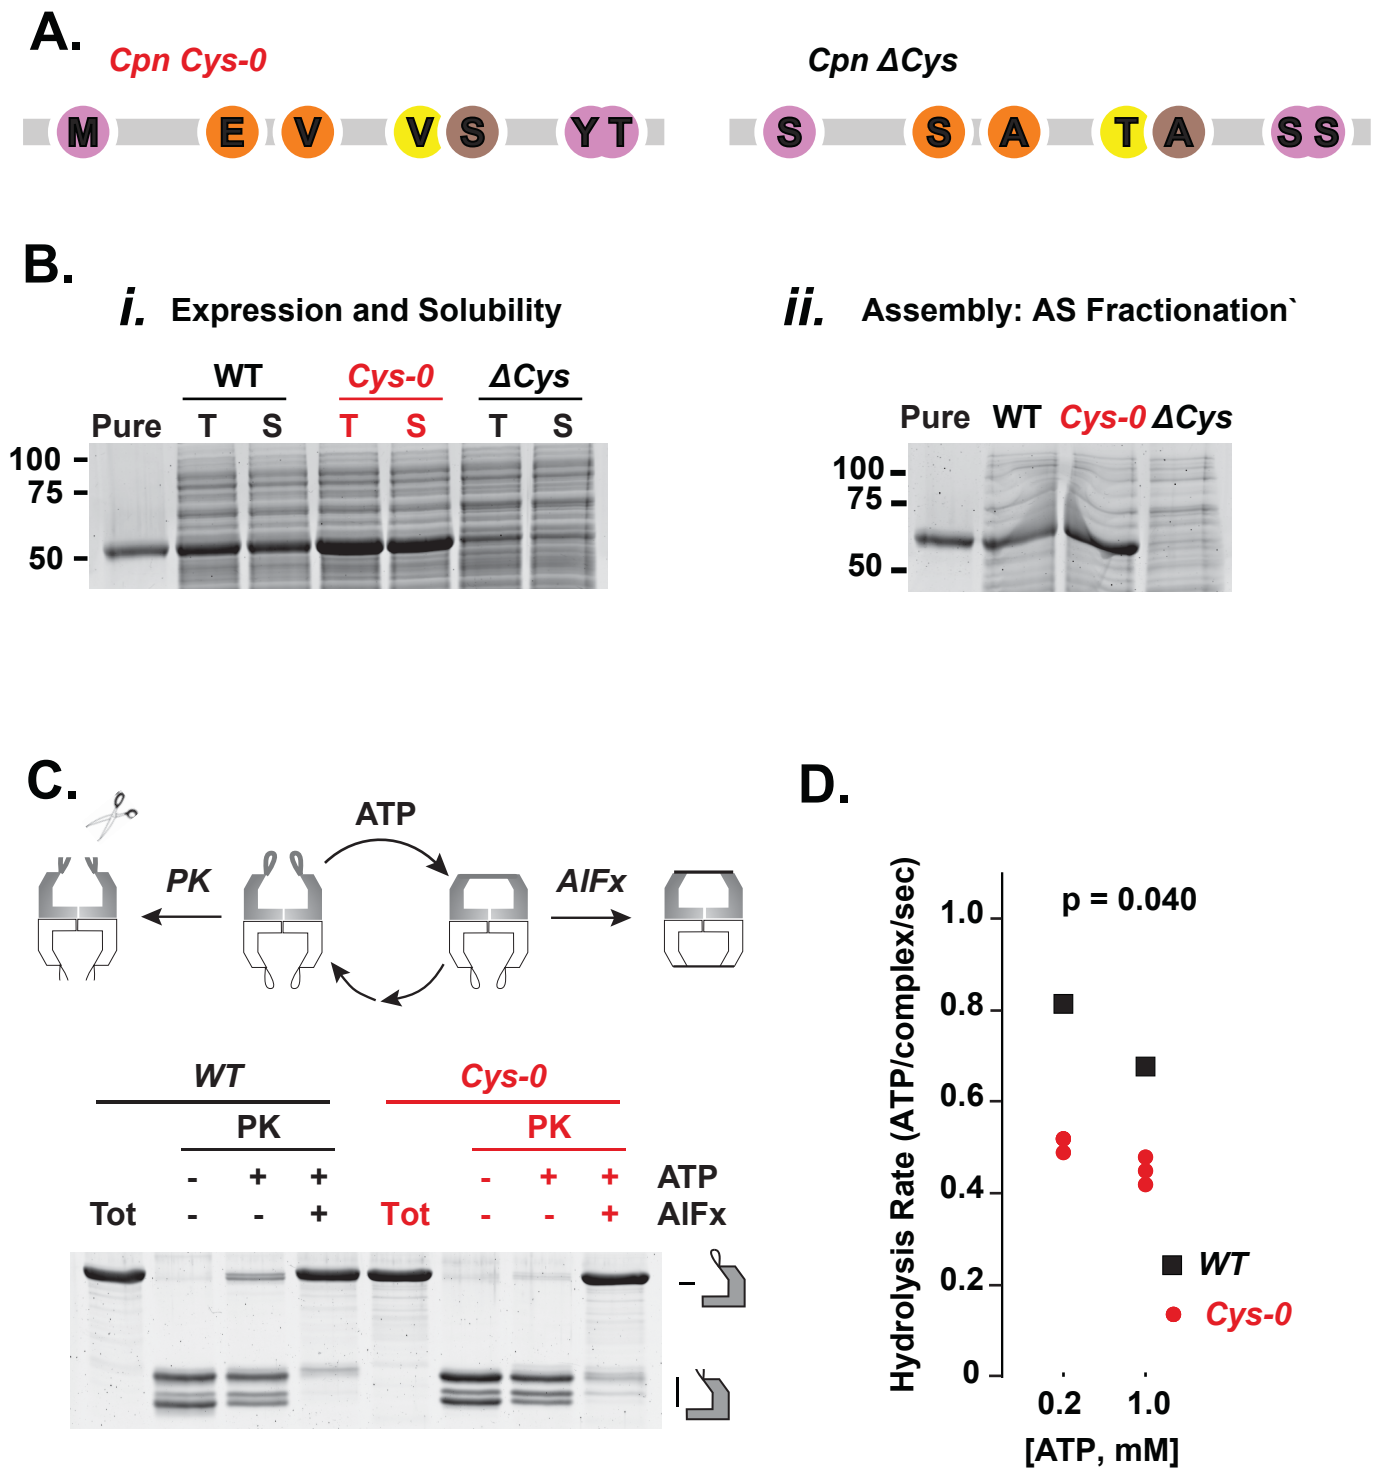 A.
Cpn Cys-0
Cpn ΔCys
M E V V S Y T
S S A T A S S
B.
i. Expression and Solubility
WT Cys-0 ΔCys
Pure T S T S T S
100
75
50
ii. Assembly: AS Fractionation`
Pure WT Cys-0 ΔCys
100
75
50
C.
ATP
PK
AlFx
WT Cys-0
PK PK
- + + - + + ATP
Tot - - + Tot - - + AlFx
D.
Hydrolysis Rate (ATP/complex/sec)
p = 0.040
1.0
0.8
0.6
0.4
0.2
0
WT
Cys-0
0.2 1.0
[ATP, mM]